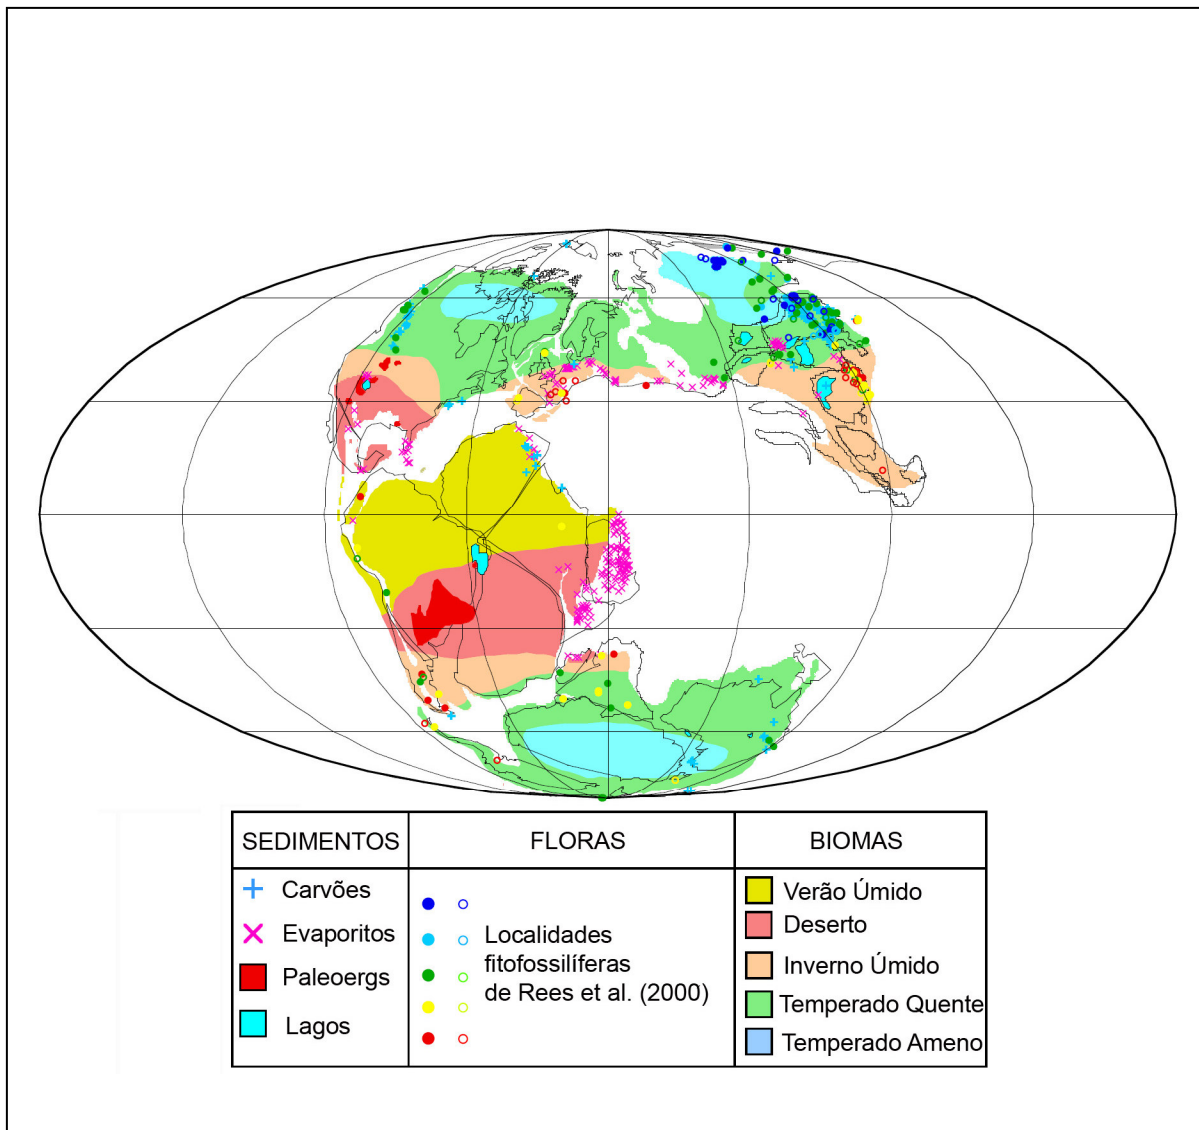 SEDIMENTOS
FLORAS
BIOMAS
Carvões
Evaporitos
Paleoergs
Lagos
Localidades
fitofossilíferas
de Rees et al. (2000)
Verão Úmido
Deserto
Inverno Úmido
Temperado Quente
Temperado Ameno